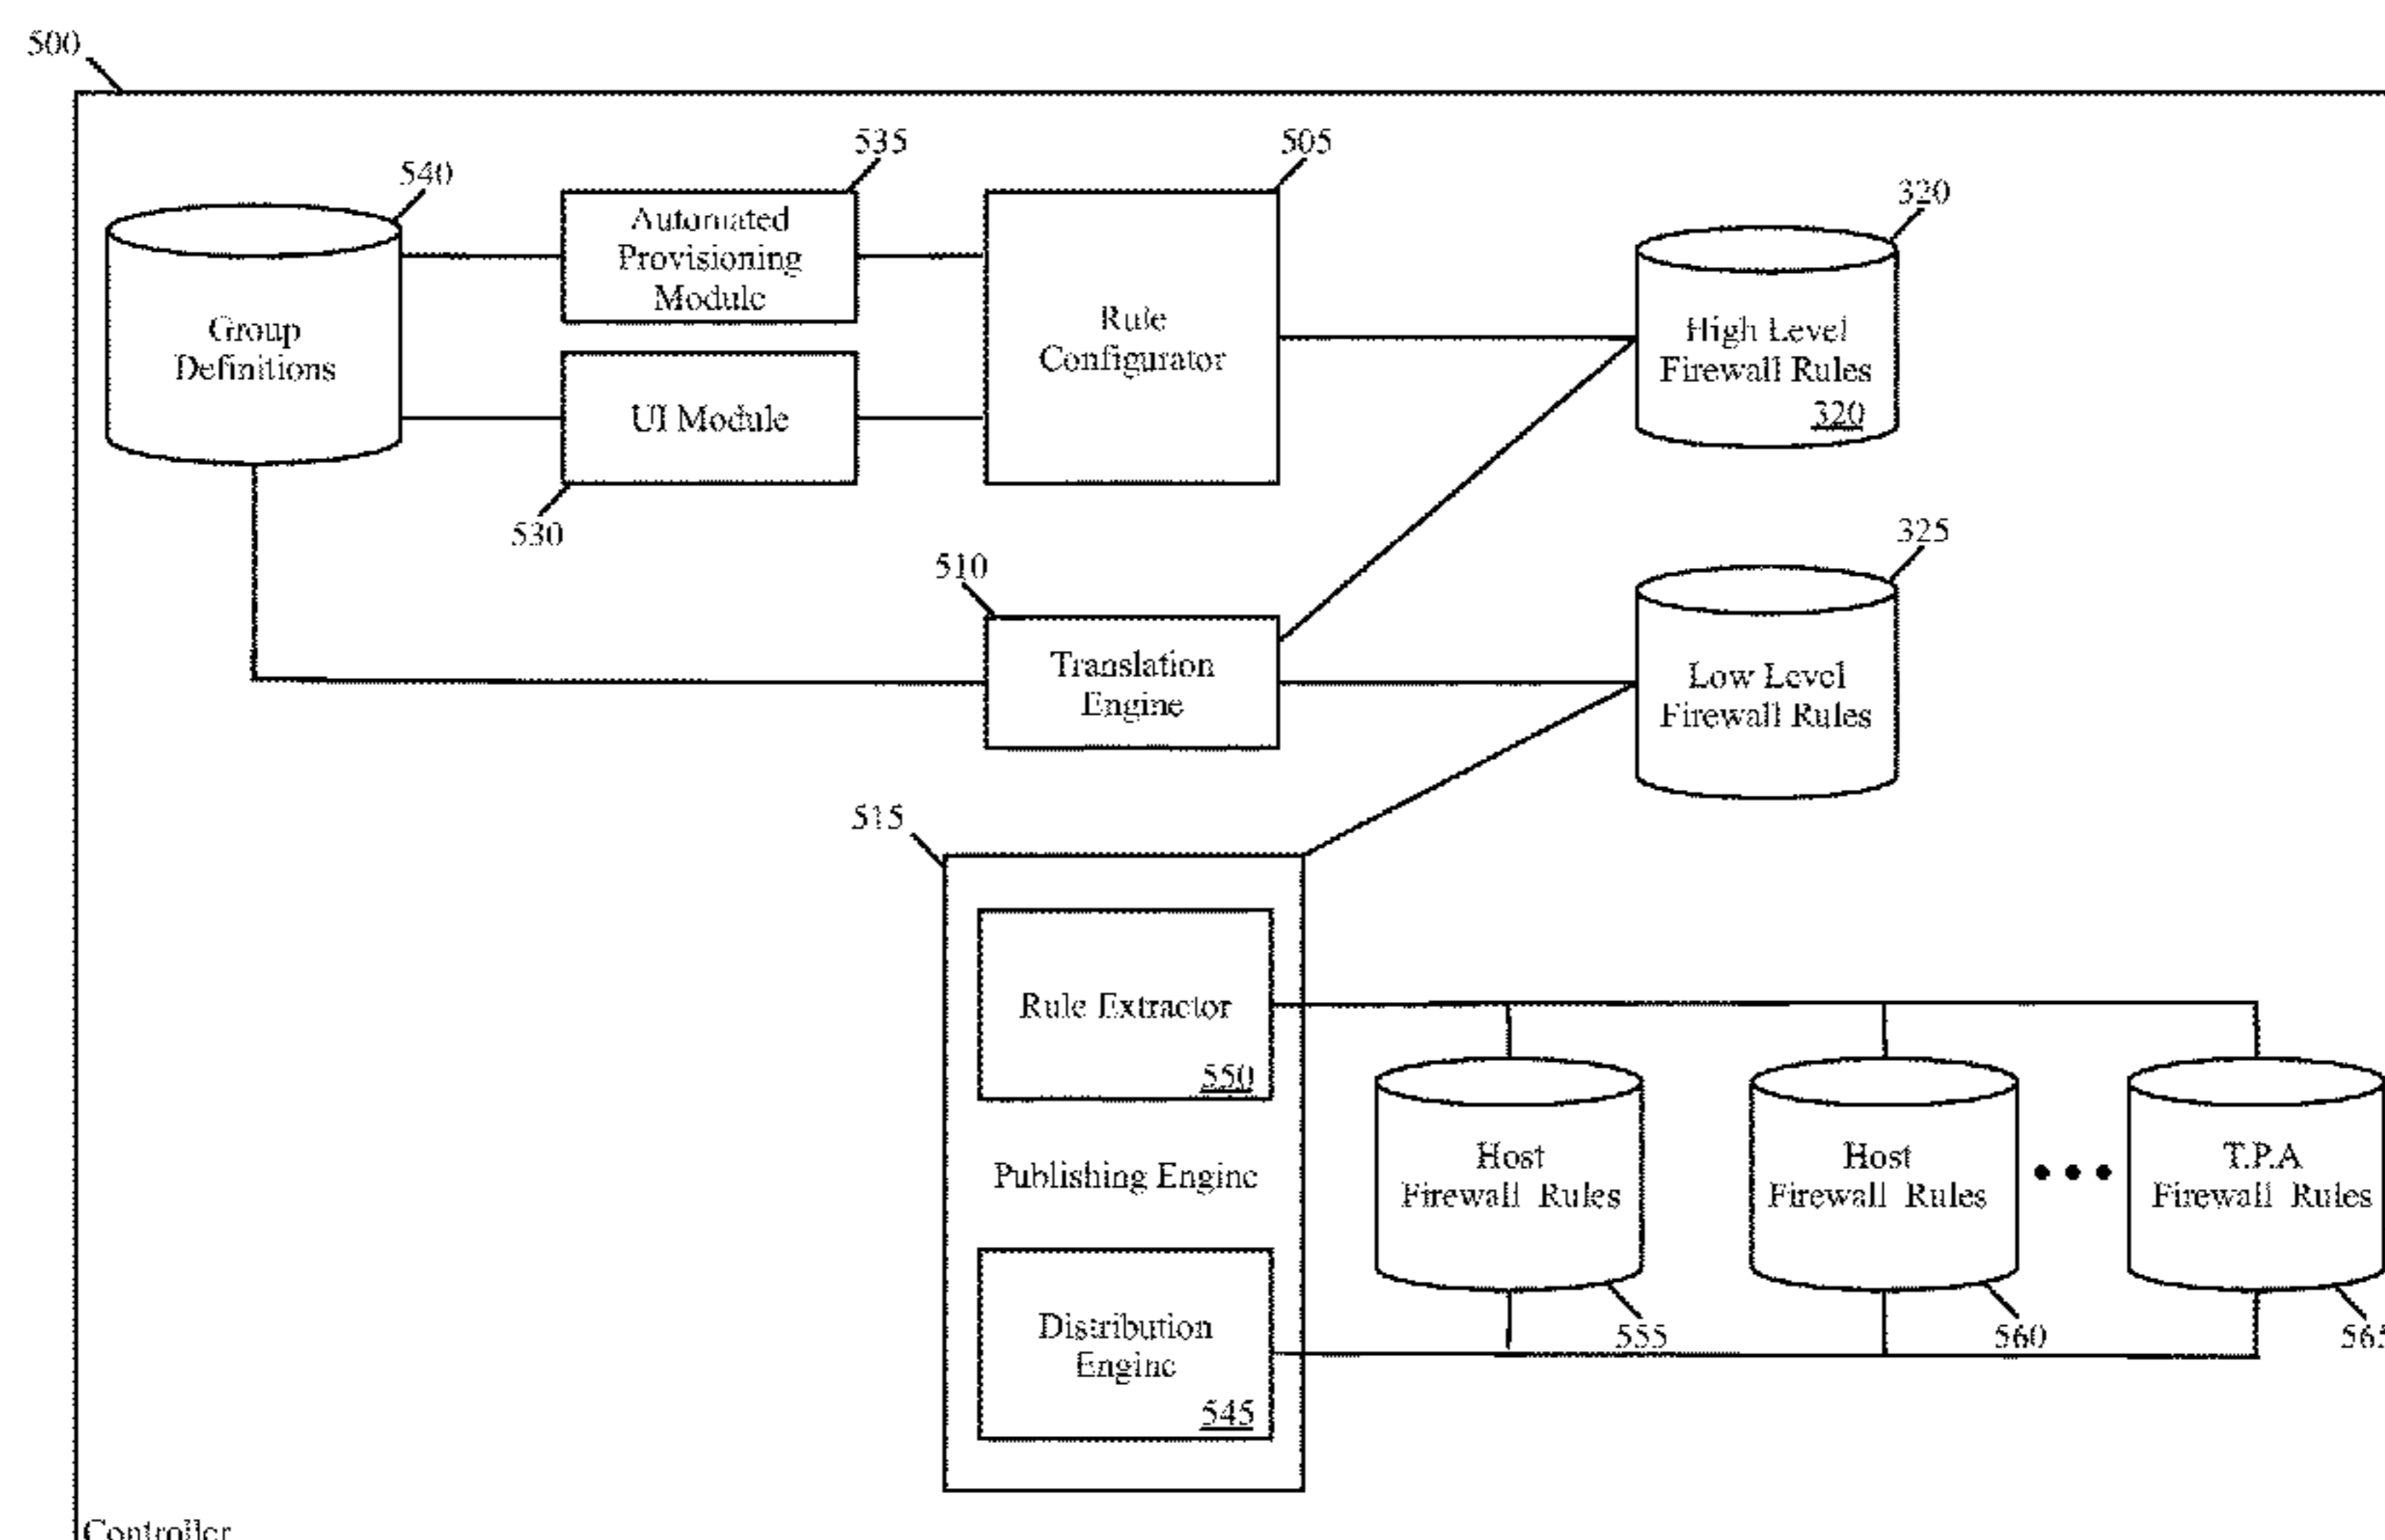 500
535
505
540
320
Automated
Provisioning
Module
Group
Definitions
Rule
Configurator
High Level
Firewall Rules
320
UI Module
530
325
510
Translation
Engine
Low Level
Firewall Rules
515
Rule Extractor
550
Publishing Engine
Host
Firewall Rules
Host
Firewall Rules
T.P.A
Firewall Rules
Distribution
Engine
545
555
560
565
Controller